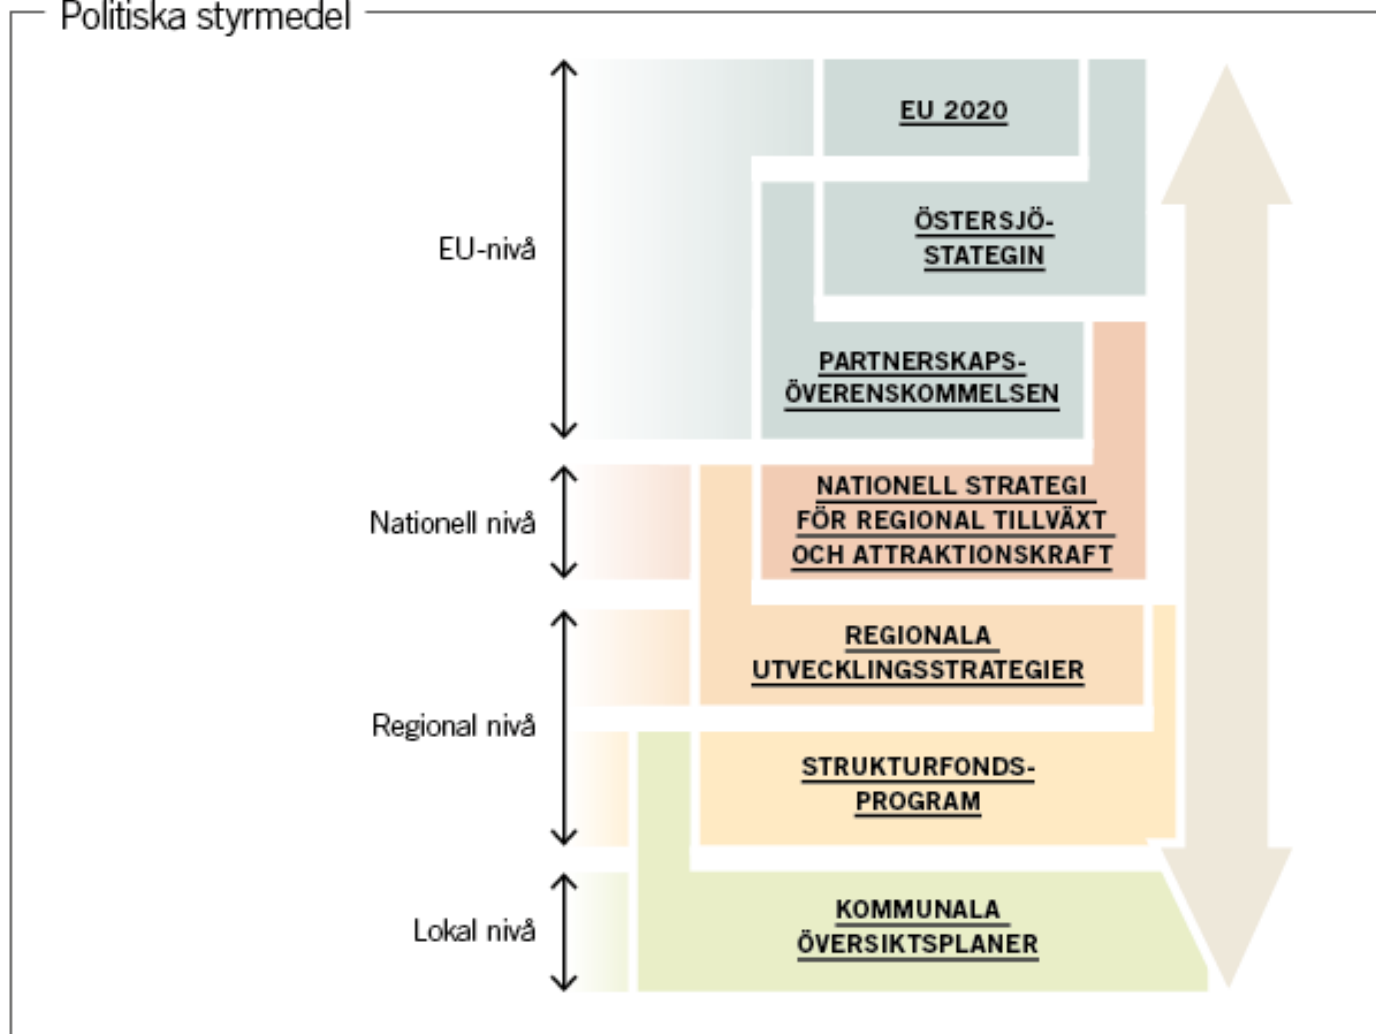 Politiska styrmedel
EU 2020
ÖSTERSJÖ-
STATEGIN
EU-nivå
PARTNERSKAPS-
ÖVERENSKOMMELSEN
NATIONELL STRATEGI
FÖR REGIONAL TILLVÄXT
OCH ATTRAKTIONSKRAFT
Nationell nivå
REGIONALA
UTVECKLINGSSTRATEGIER
Regional nivå
STRUKTURFONDS-
PROGRAM
KOMMUNALA
ÖVERSIKTSPLANER
Lokal nivå